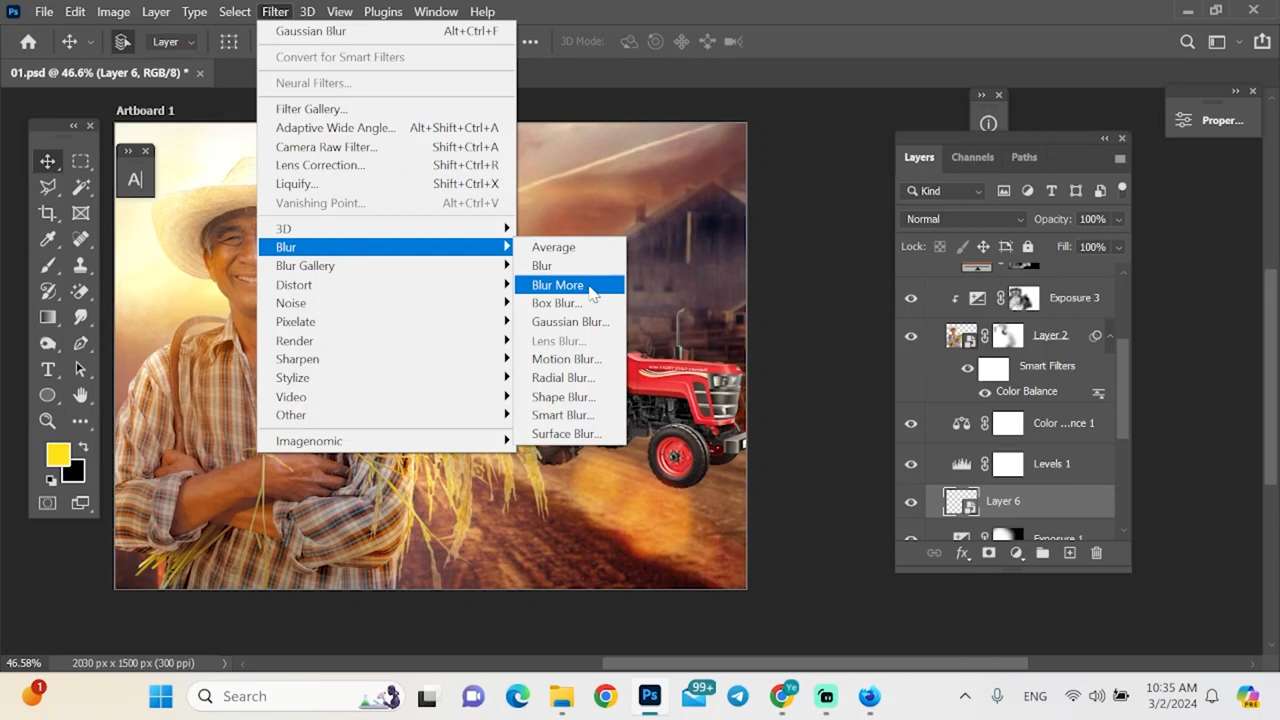 Ps File Edit Image Layer Type Select Filter 3D View Plugins Window Help
Layer 3D Mode:
01.psd @ 46.6% (Layer 6, RGB/8) *
Artboard 1
A
Gaussian Blur Alt+Ctrl+F
Convert for Smart Filters
Neural Filters...
Filter Gallery...
Adaptive Wide Angle... Alt+Shift+Ctrl+A
Camera Raw Filter... Shift+Ctrl+A
Lens Correction... Shift+Ctrl+R
Liquify... Shift+Ctrl+X
Vanishing Point... Alt+Ctrl+V
3D
Blur
Blur Gallery
Distort
Noise
Pixelate
Render
Sharpen
Stylize
Video
Other
Imagenomic
Average
Blur
Blur More
Box Blur...
Gaussian Blur...
Lens Blur...
Motion Blur...
Radial Blur...
Shape Blur...
Smart Blur...
Surface Blur...
Proper...
Layers Channels Paths
Kind
Normal Opacity: 100%
Lock: Fill: 100%
Exposure 3
Layer 2
Smart Filters
Color Balance
Color ...nce 1
Levels 1
Layer 6
fx
46.58% 2030 px x 1500 px (300 ppi)
1 Search Ps 99+ Ye ENG 10:35 AM
3/2/2024 PRE